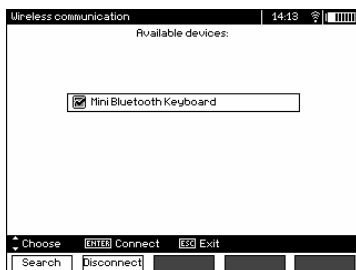 Wireless communication 14:13
Available devices:
Mini Bluetooth Keyboard
Choose ENTER Connect ESC Exit
Search Disconnect